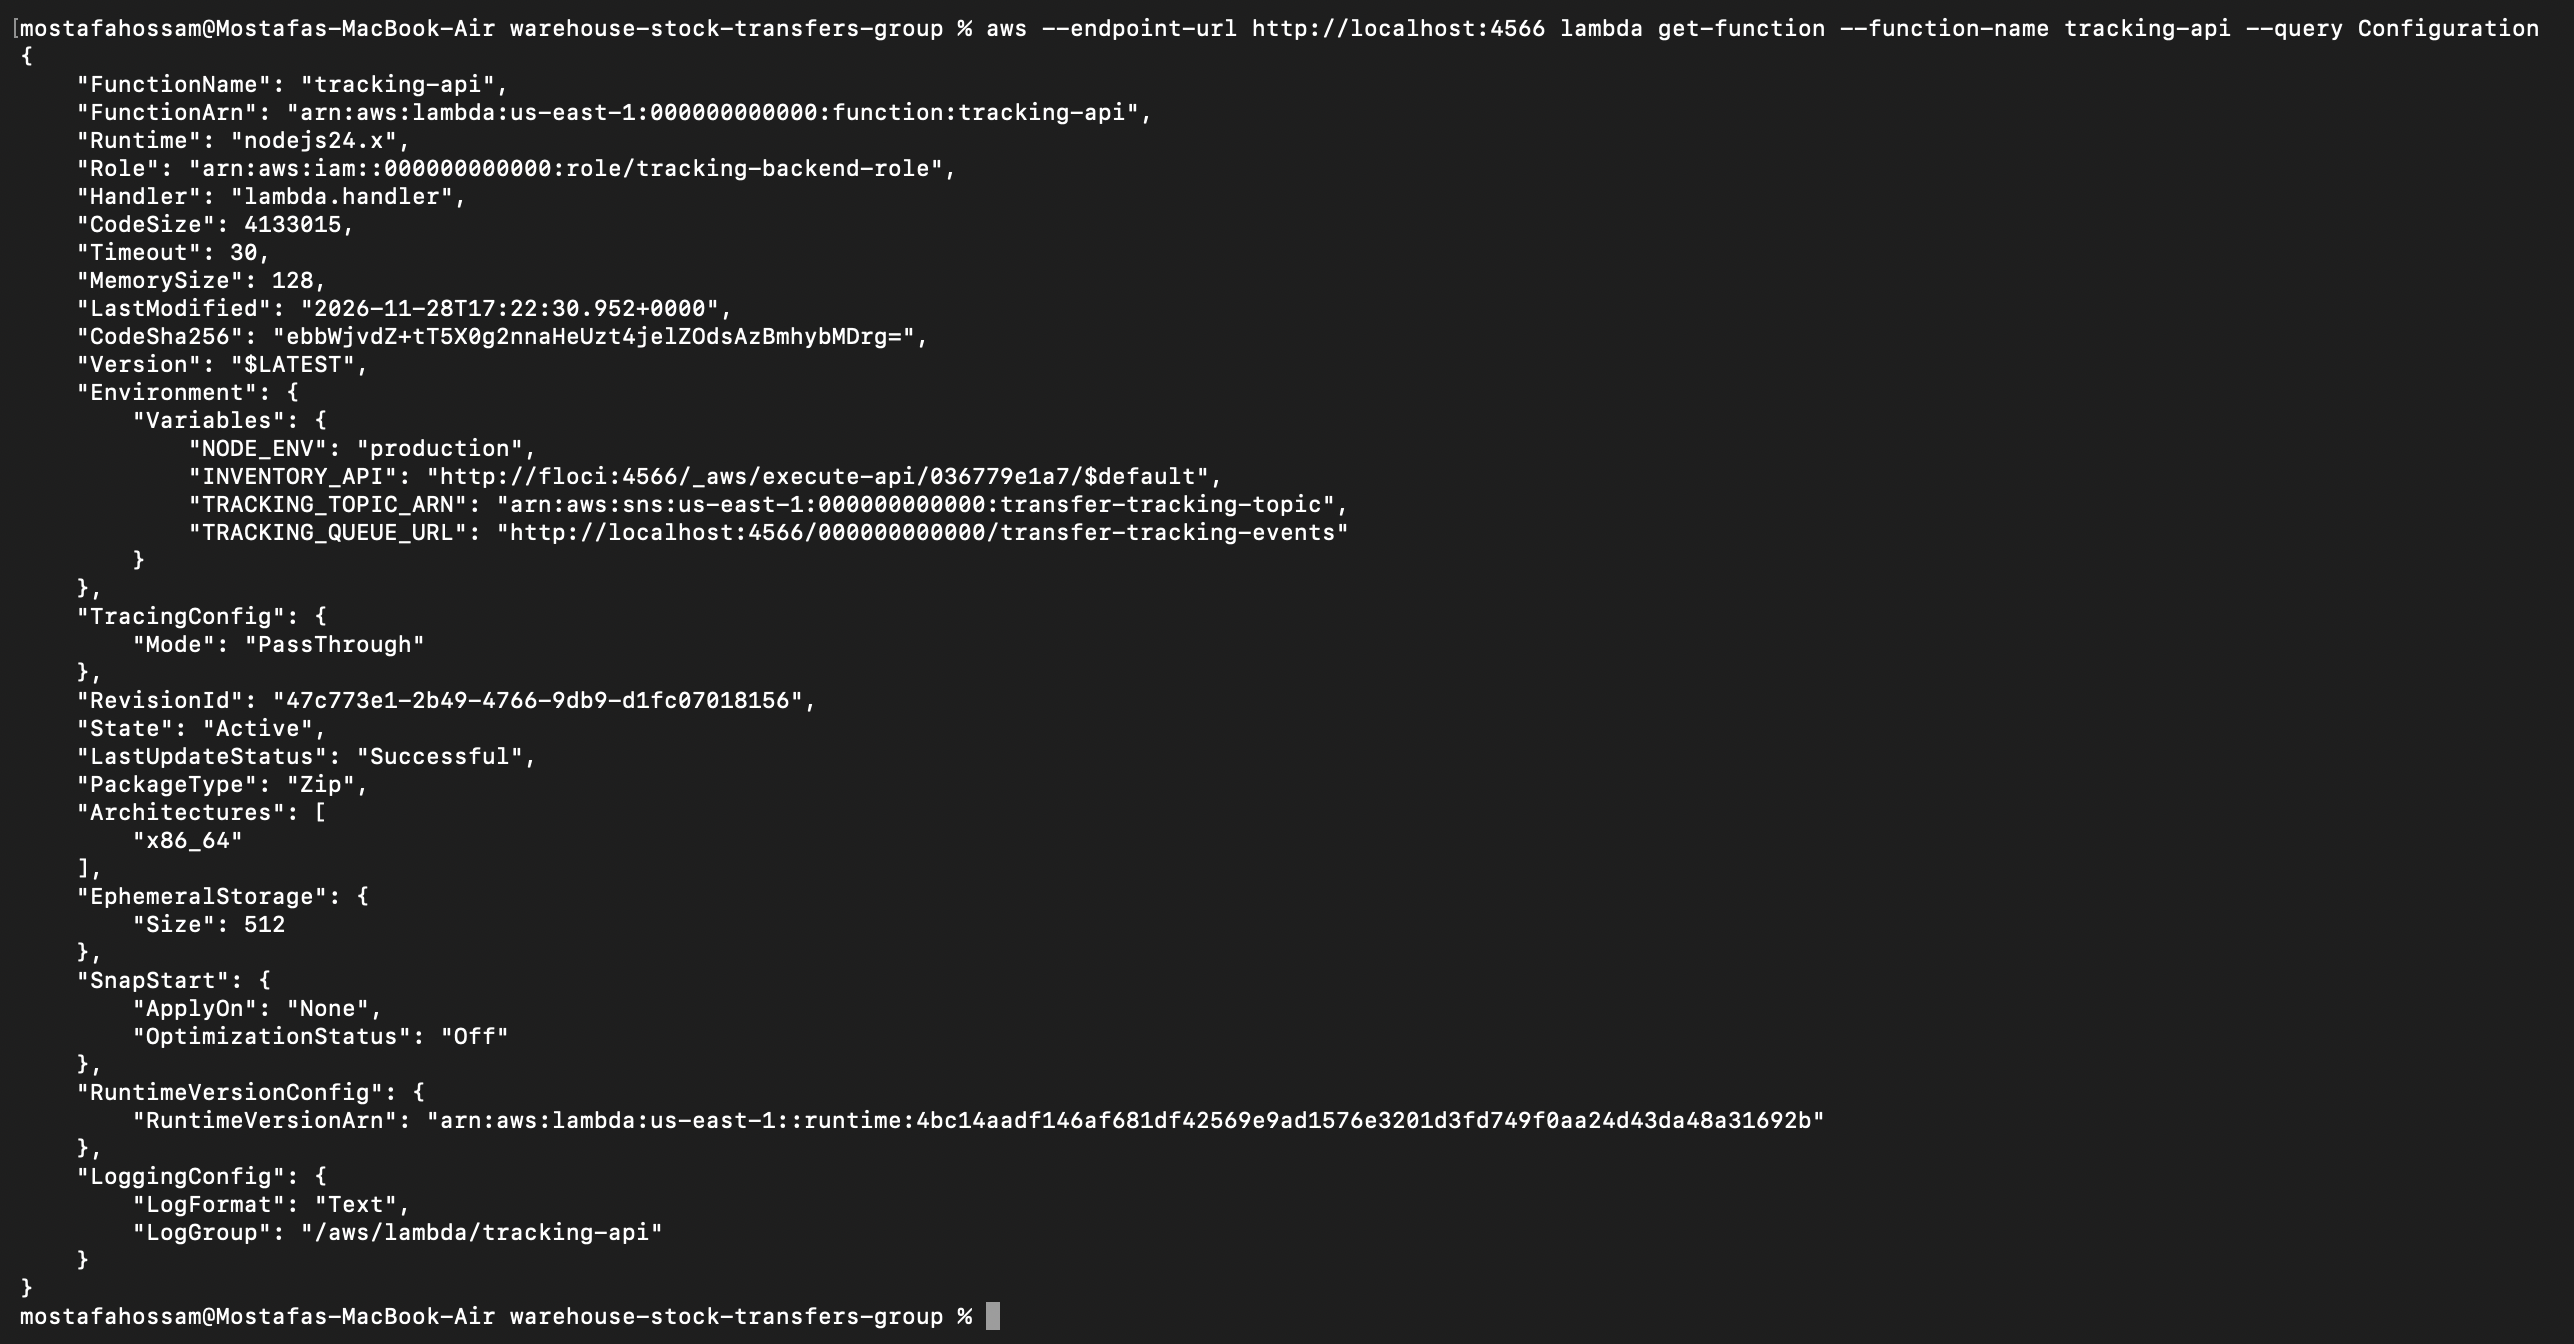 [mostafahossam@Mostafas-MacBook-Air warehouse-stock-transfers-group % aws --endpoint-url http://localhost:4566 lambda get-function --function-name tracking-api --query Configuration
{
    "FunctionName": "tracking-api",
    "FunctionArn": "arn:aws:lambda:us-east-1:000000000000:function:tracking-api",
    "Runtime": "nodejs24.x",
    "Role": "arn:aws:iam::000000000000:role/tracking-backend-role",
    "Handler": "lambda.handler",
    "CodeSize": 4133015,
    "Timeout": 30,
    "MemorySize": 128,
    "LastModified": "2026-11-28T17:22:30.952+0000",
    "CodeSha256": "ebbWjvdZ+tT5X0g2nnaHeUzt4jelZOdsAzBmhybMDrg=",
    "Version": "$LATEST",
    "Environment": {
        "Variables": {
            "NODE_ENV": "production",
            "INVENTORY_API": "http://floci:4566/_aws/execute-api/036779e1a7/$default",
            "TRACKING_TOPIC_ARN": "arn:aws:sns:us-east-1:000000000000:transfer-tracking-topic",
            "TRACKING_QUEUE_URL": "http://localhost:4566/000000000000/transfer-tracking-events"
        }
    },
    "TracingConfig": {
        "Mode": "PassThrough"
    },
    "RevisionId": "47c773e1-2b49-4766-9db9-d1fc07018156",
    "State": "Active",
    "LastUpdateStatus": "Successful",
    "PackageType": "Zip",
    "Architectures": [
        "x86_64"
    ],
    "EphemeralStorage": {
        "Size": 512
    },
    "SnapStart": {
        "ApplyOn": "None",
        "OptimizationStatus": "Off"
    },
    "RuntimeVersionConfig": {
        "RuntimeVersionArn": "arn:aws:lambda:us-east-1::runtime:4bc14aadf146af681df42569e9ad1576e3201d3fd749f0aa24d43da48a31692b"
    },
    "LoggingConfig": {
        "LogFormat": "Text",
        "LogGroup": "/aws/lambda/tracking-api"
    }
}
mostafahossam@Mostafas-MacBook-Air warehouse-stock-transfers-group %